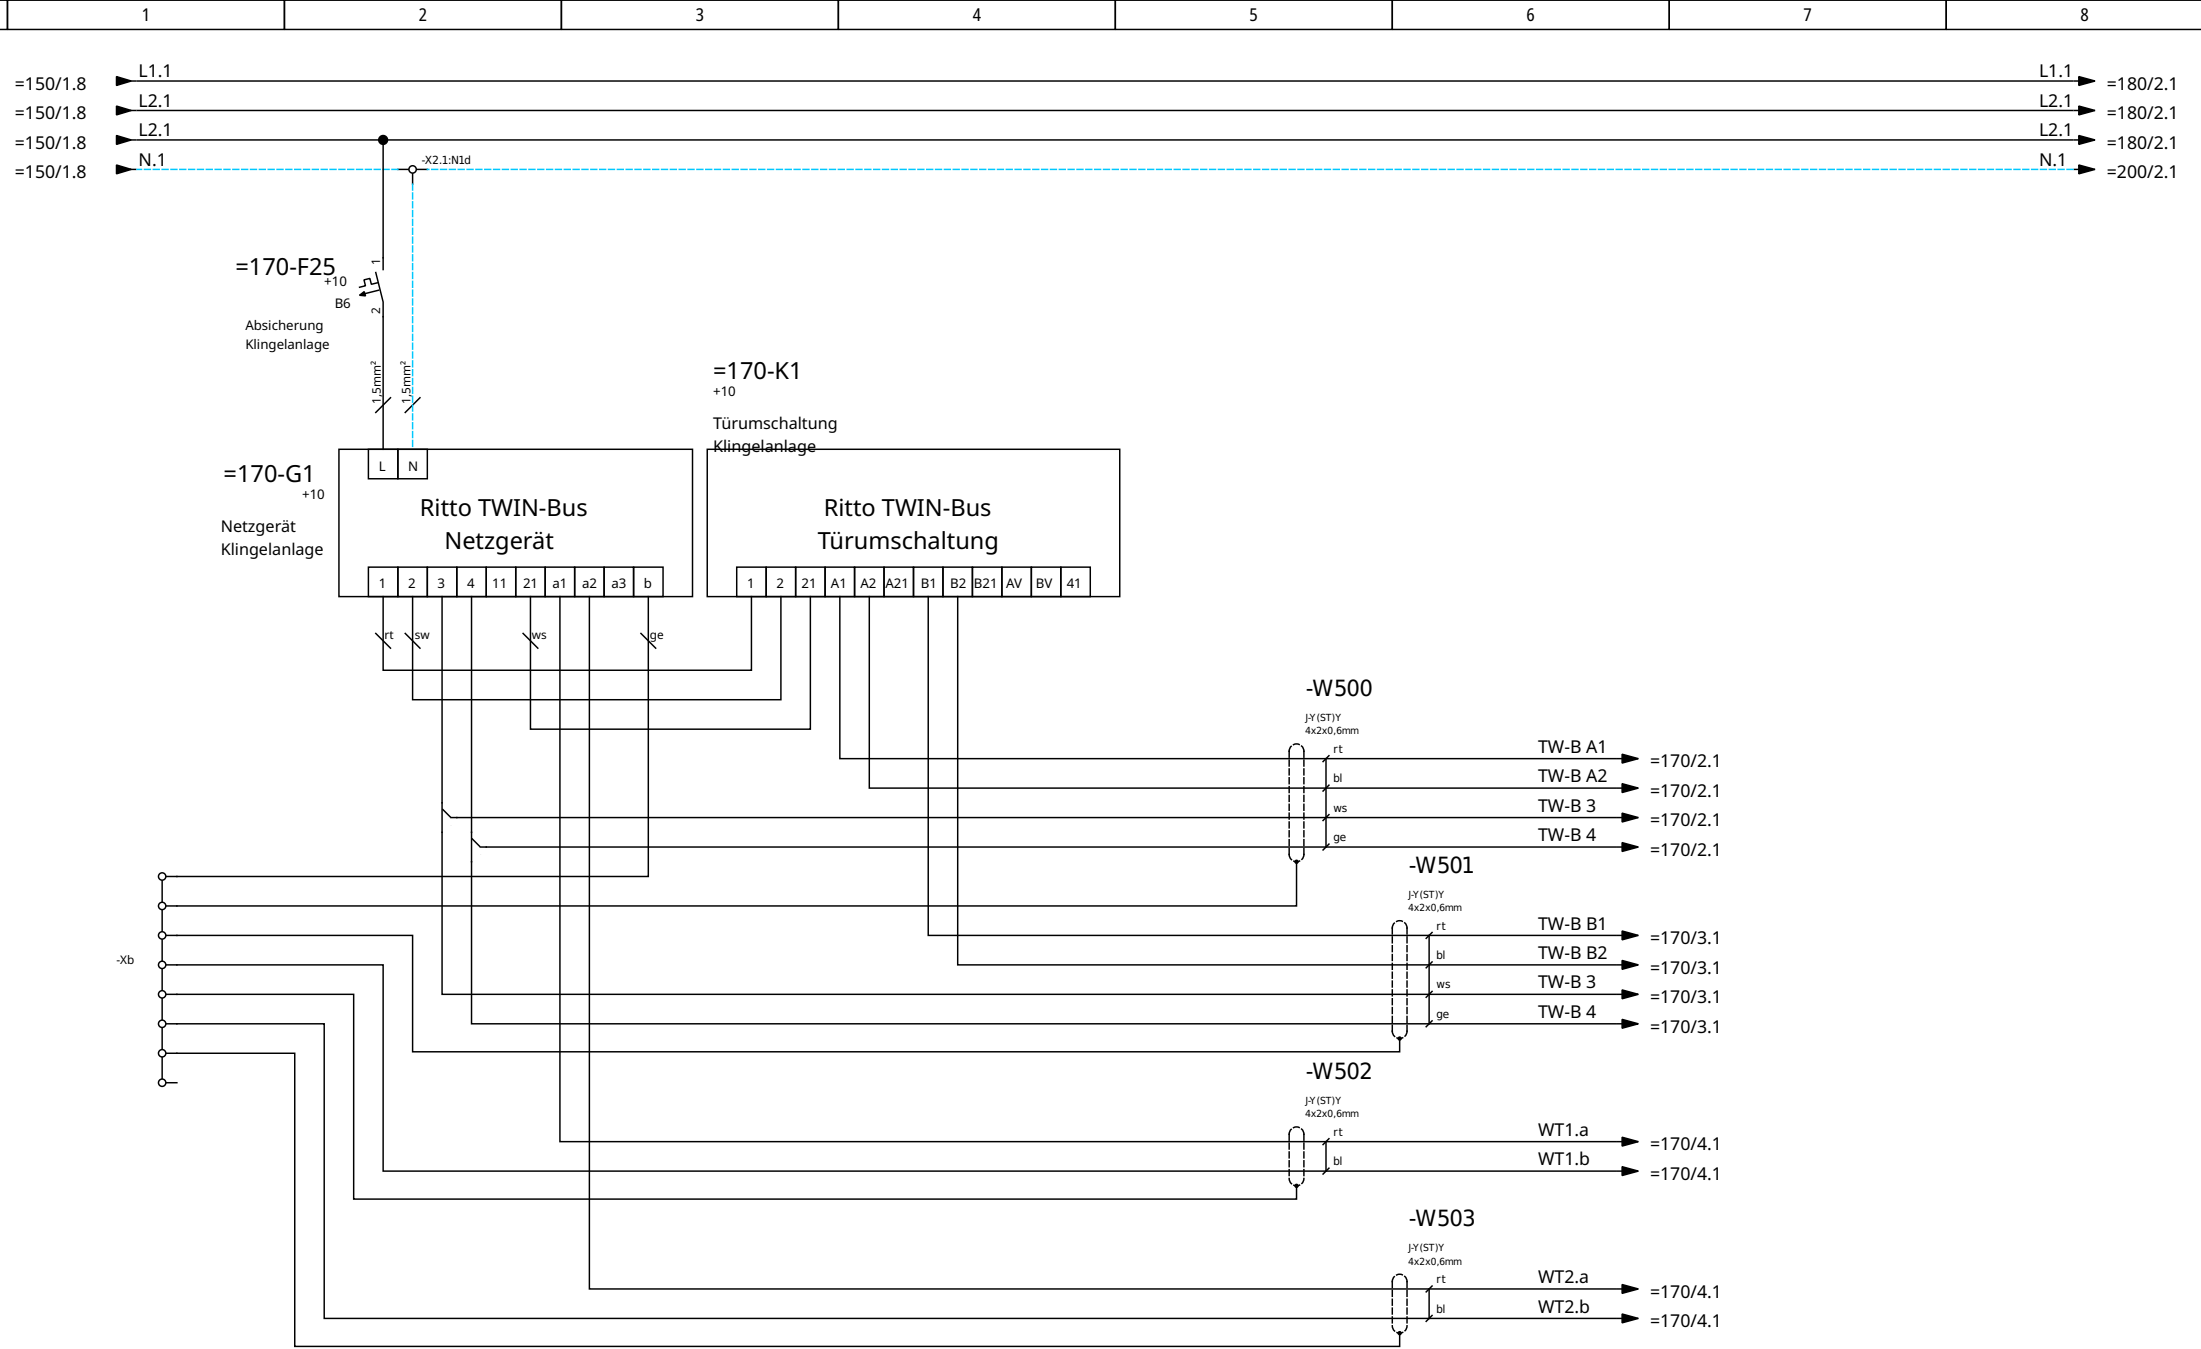 1 2 3 4 5 6 7 8
L1.1 L1.1
=150/1.8 =180/2.1
L2.1 L2.1
=150/1.8 =180/2.1
L2.1 L2.1
=150/1.8 =180/2.1
N.1 -X2.1:N1d N.1
=150/1.8 =200/2.1
=170-F25
+10
B6
1
2
Absicherung
Klingelanlage
1,5mm²
1,5mm²
=170-K1
+10
Türumschaltung
Klingelanlage
=170-G1
+10
Netzgerät
Klingelanlage
L N
Ritto TWIN-Bus
Netzgerät
1 2 3 4 11 21 a1 a2 a3 b
Ritto TWIN-Bus
Türumschaltung
1 2 21 A1 A2 A21 B1 B2 B21 AV BV 41
rt sw ws ge
-W500
J-Y(ST)Y
4x2x0,6mm
rt TW-B A1 =170/2.1
bl TW-B A2 =170/2.1
ws TW-B 3 =170/2.1
ge TW-B 4 =170/2.1
-W501
J-Y(ST)Y
4x2x0,6mm
rt TW-B B1 =170/3.1
bl TW-B B2 =170/3.1
ws TW-B 3 =170/3.1
ge TW-B 4 =170/3.1
-Xb
-W502
J-Y(ST)Y
4x2x0,6mm
rt WT1.a =170/4.1
bl WT1.b =170/4.1
-W503
J-Y(ST)Y
4x2x0,6mm
rt WT2.a =170/4.1
bl WT2.b =170/4.1